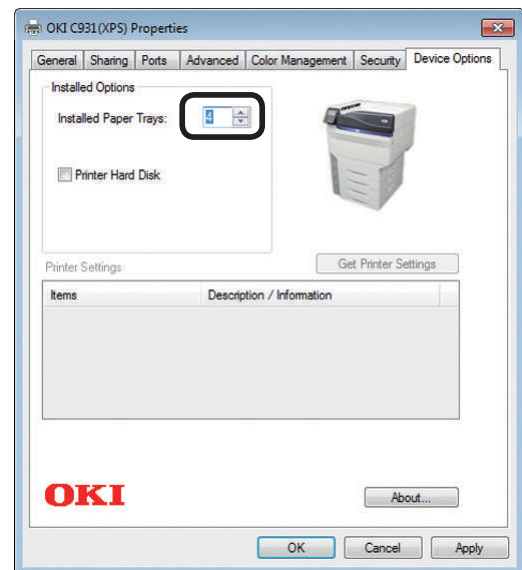 OKI C931(XPS) Properties
General Sharing Ports Advanced Color Management Security Device Options
Installed Options
Installed Paper Trays: 4
Printer Hard Disk
Printer Settings
Get Printer Settings
Items Description / Information
OKI
About...
OK Cancel Apply